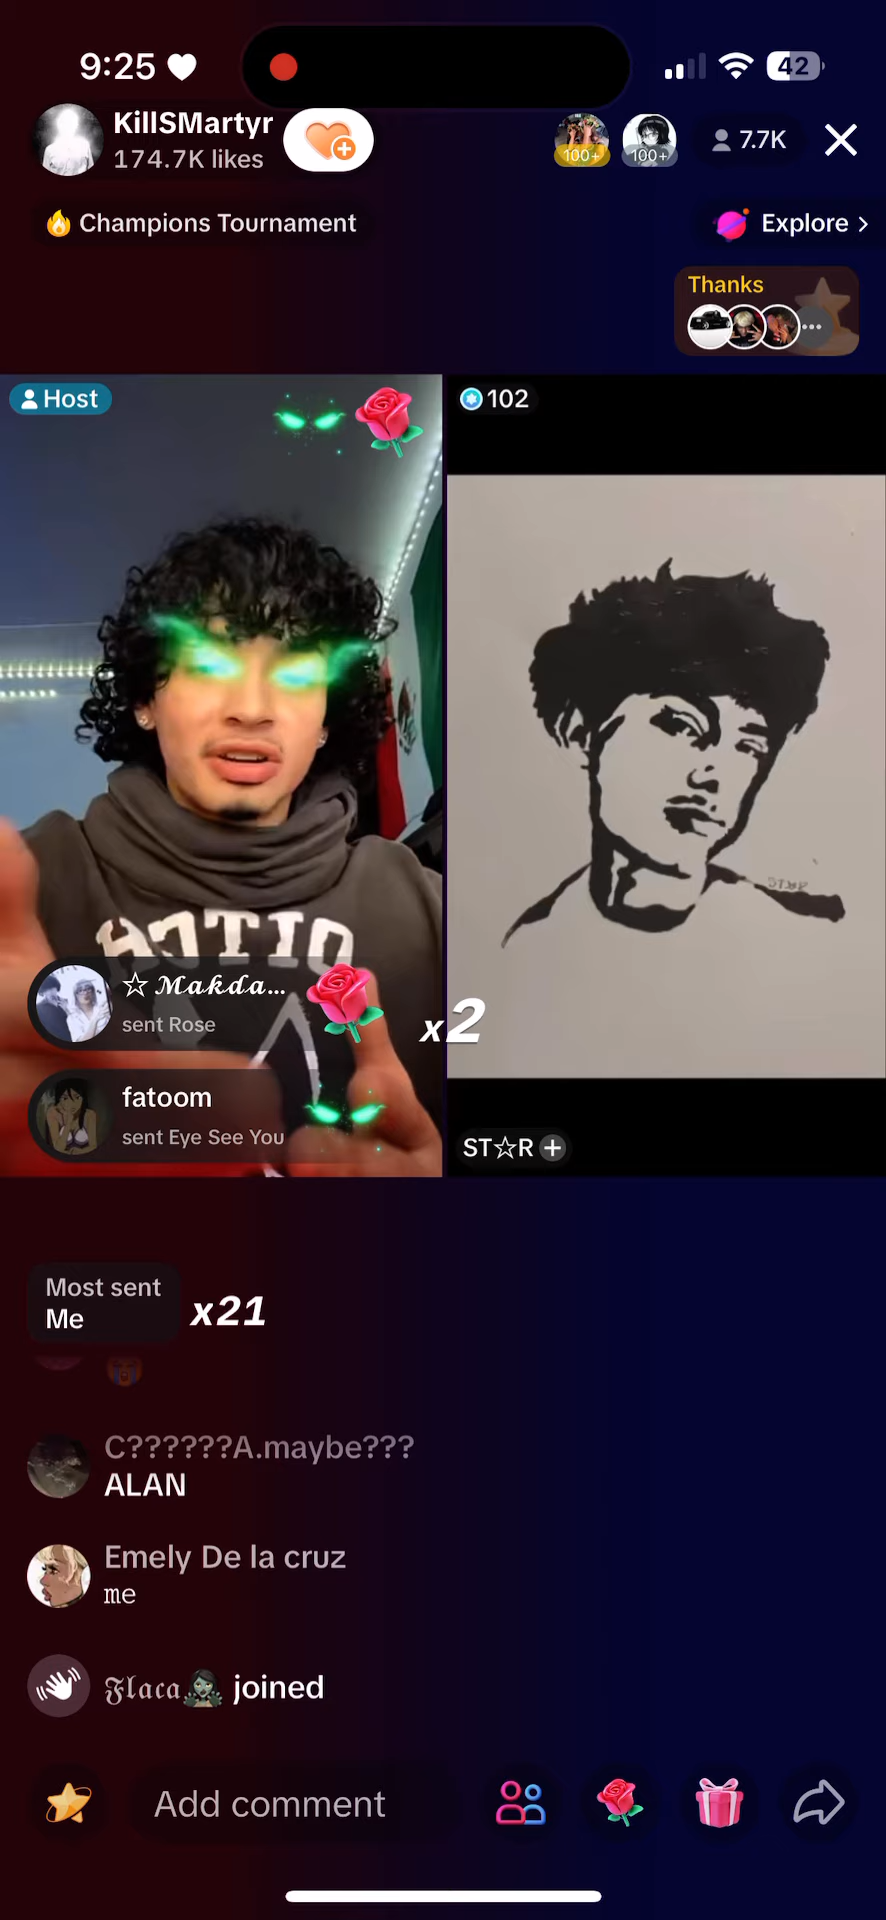 9:25
42
KillSMartyr
174.7K likes
100+
100+
7.7K
Champions Tournament
Explore >
Thanks
...
Host
102
☆ 𝓜𝓪𝓴𝓭𝓪...
sent Rose
x2
fatoom
sent Eye See You
ST☆R +
Most sent
Me
x21
C??????A.maybe???
ALAN
Emely De la cruz
me
𝔉𝔩𝔞𝔠𝔞🧟‍♀️ joined
Add comment